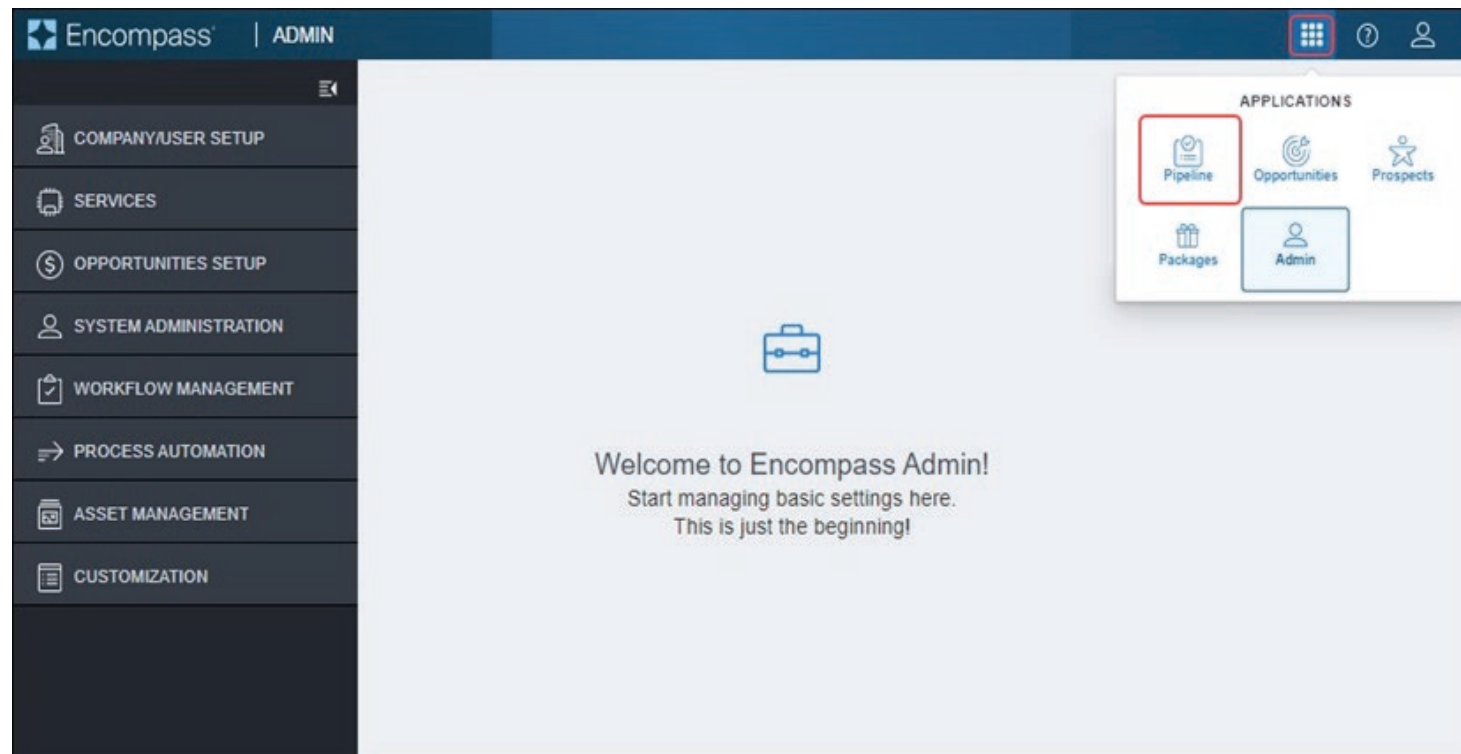 Encompass® | ADMIN
COMPANY/USER SETUP
SERVICES
OPPORTUNITIES SETUP
SYSTEM ADMINISTRATION
WORKFLOW MANAGEMENT
PROCESS AUTOMATION
ASSET MANAGEMENT
CUSTOMIZATION
Welcome to Encompass Admin!
Start managing basic settings here.
This is just the beginning!
APPLICATIONS
Pipeline Opportunities Prospects
Packages Admin